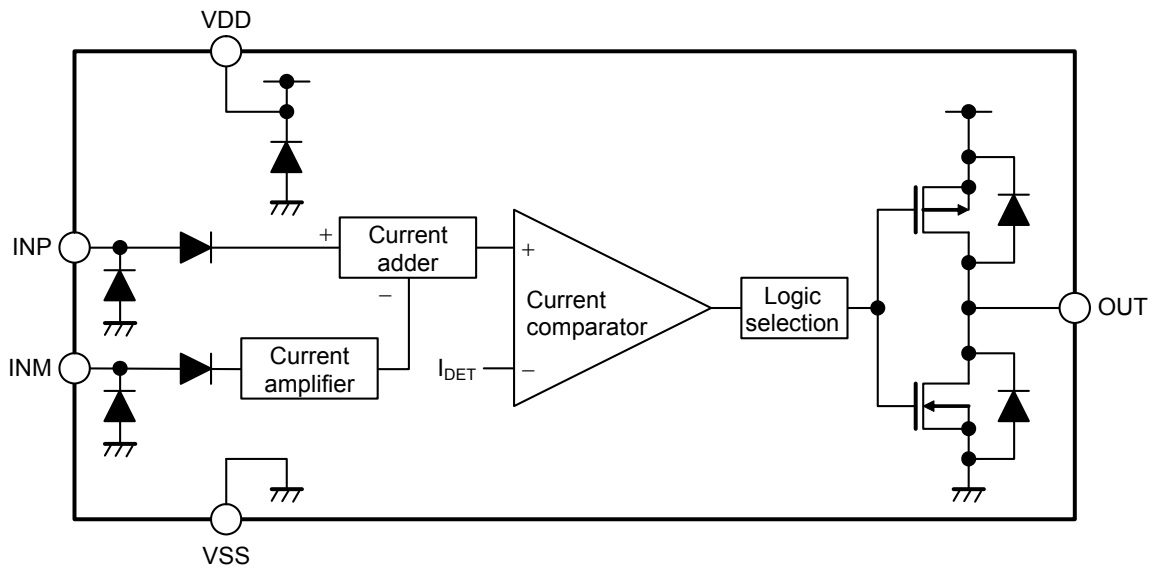 VDD
INP
+
Current
adder
−
+
Current
comparator
Logic
selection
OUT
INM
Current
amplifier
IDET
−
VSS